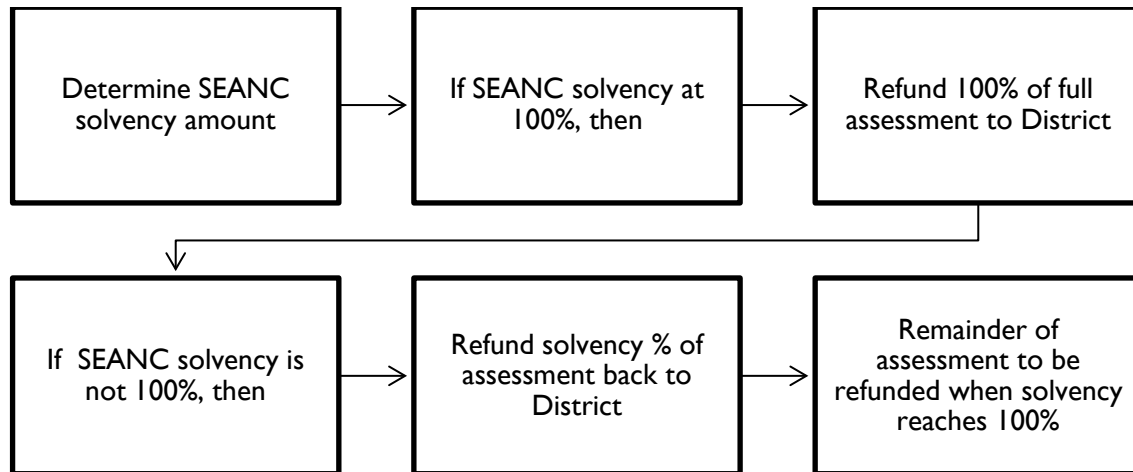 Determine SEANC
solvency amount
If SEANC solvency at
100%, then
Refund 100% of full
assessment to District
If  SEANC solvency is
not 100%, then
Refund solvency % of
assessment back to
District
Remainder of
assessment to be
refunded when solvency
reaches 100%